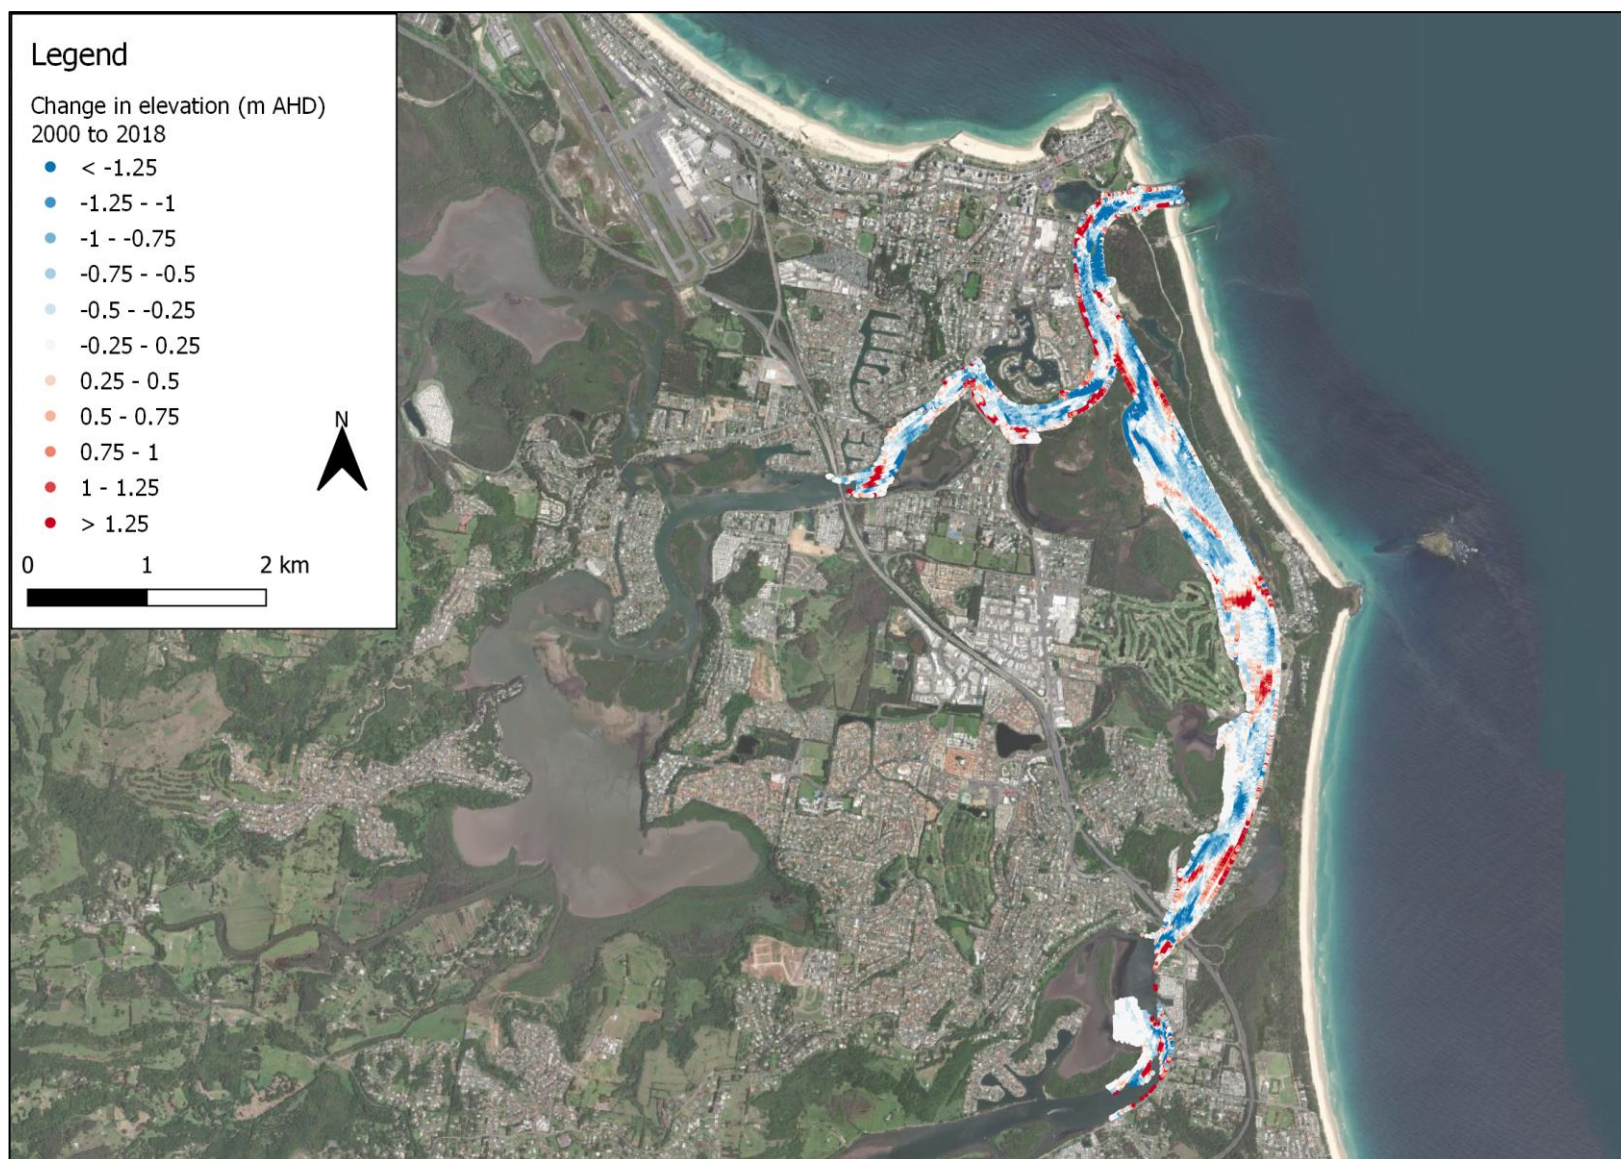 Legend
Change in elevation (m AHD)
2000 to 2018
< -1.25
-1.25 - -1
-1 - -0.75
-0.75 - -0.5
-0.5 - -0.25
-0.25 - 0.25
0.25 - 0.5
0.5 - 0.75
0.75 - 1
1 - 1.25
> 1.25
N
0 1 2 km